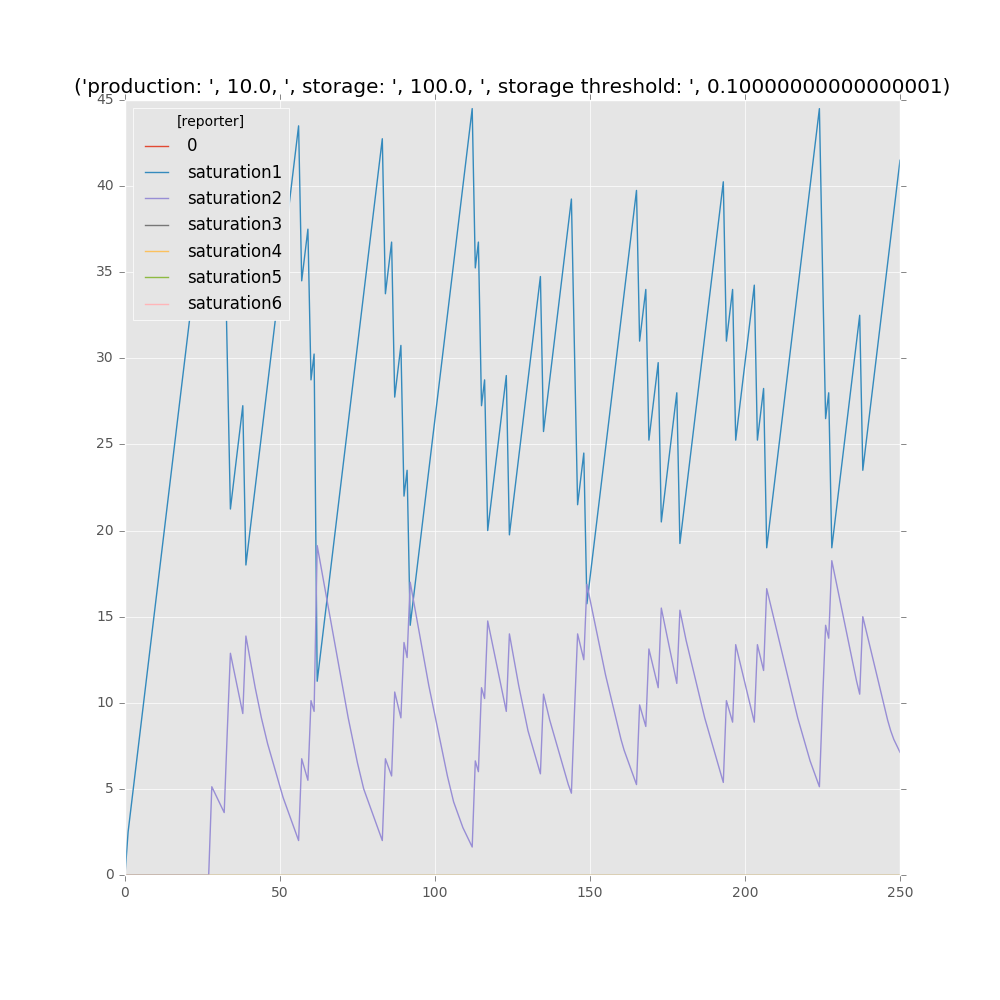 ('production: ', 10.0, ', storage: ', 100.0, ', storage threshold: ', 0.10000000000000001)
45
40
35
30
25
20
15
10
5
0
[reporter]
0
saturation1
saturation2
saturation3
saturation4
saturation5
saturation6
0 50 100 150 200 250